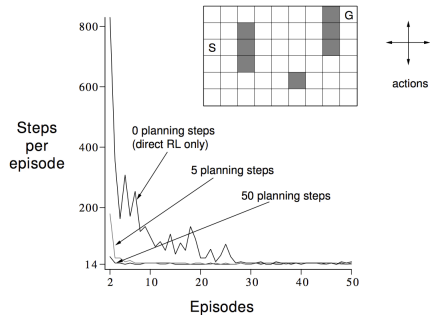 G
S
actions
800
600
400
200
14
Steps
per
episode
0 planning steps
(direct RL only)
5 planning steps
50 planning steps
2
10
20
30
40
50
Episodes